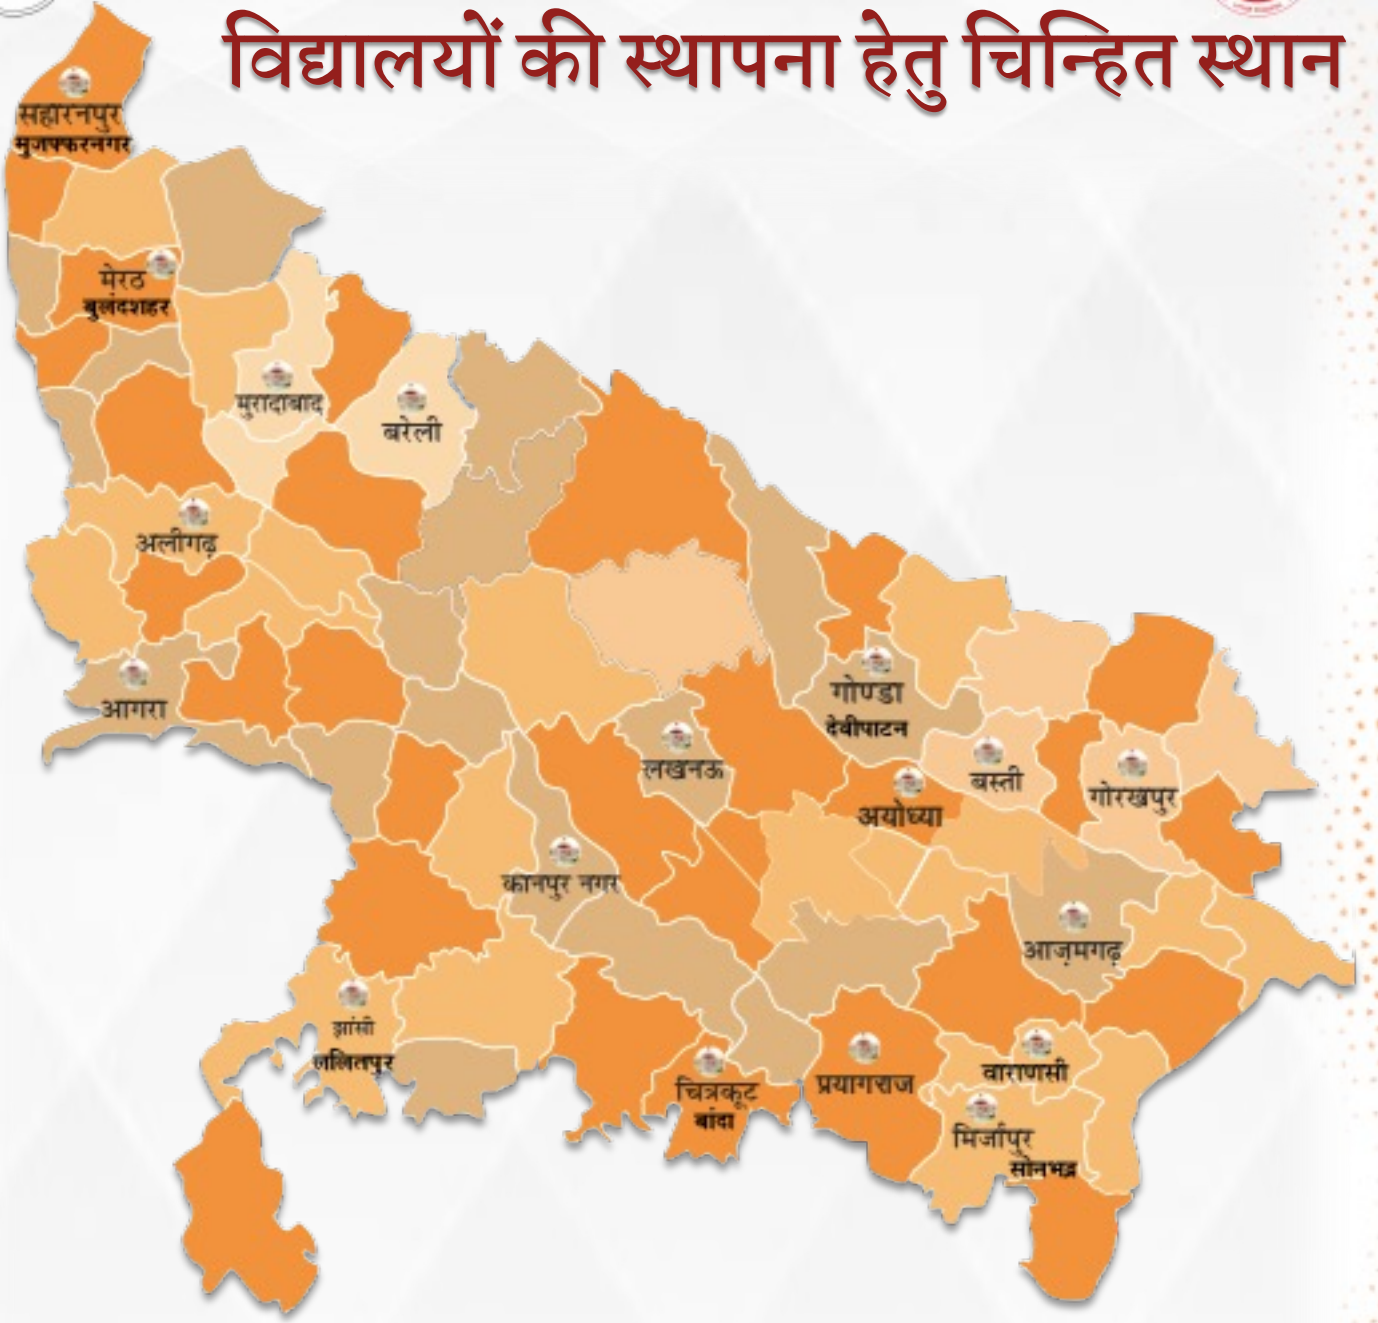 विद्यालयों की स्थापना हेतु चिन्हित स्थान
सहारनपुर
मुजफ्फरनगर
मेरठ
बुलंदशहर
मुरादाबाद
बरेली
अलीगढ़
आगरा
गोण्डा
देवीपाटन
लखनऊ
बस्ती
गोरखपुर
अयोध्या
कानपुर नगर
आज़मगढ़
झांसी
ललितपुर
चित्रकूट
बांदा
प्रयागराज
वाराणसी
मिर्जापुर
सोनभद्र